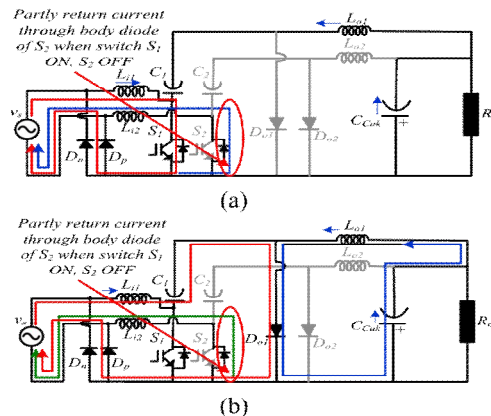 Partly return current
through body diode
of S2 when switch S1
ON, S2 OFF
Lo1
Lo2
Li1
C1
C2
vs
Li2
S1
S2
Dn
Dp
Do1
Do2
CCuk
+
R
(a)
Partly return current
through body diode
of S2 when switch S1
ON, S2 OFF
Lo1
Lo2
Li1
C1
C2
Li2
S1
S2
Dn
Dp
Do1
Do2
CCuk
+
(b)